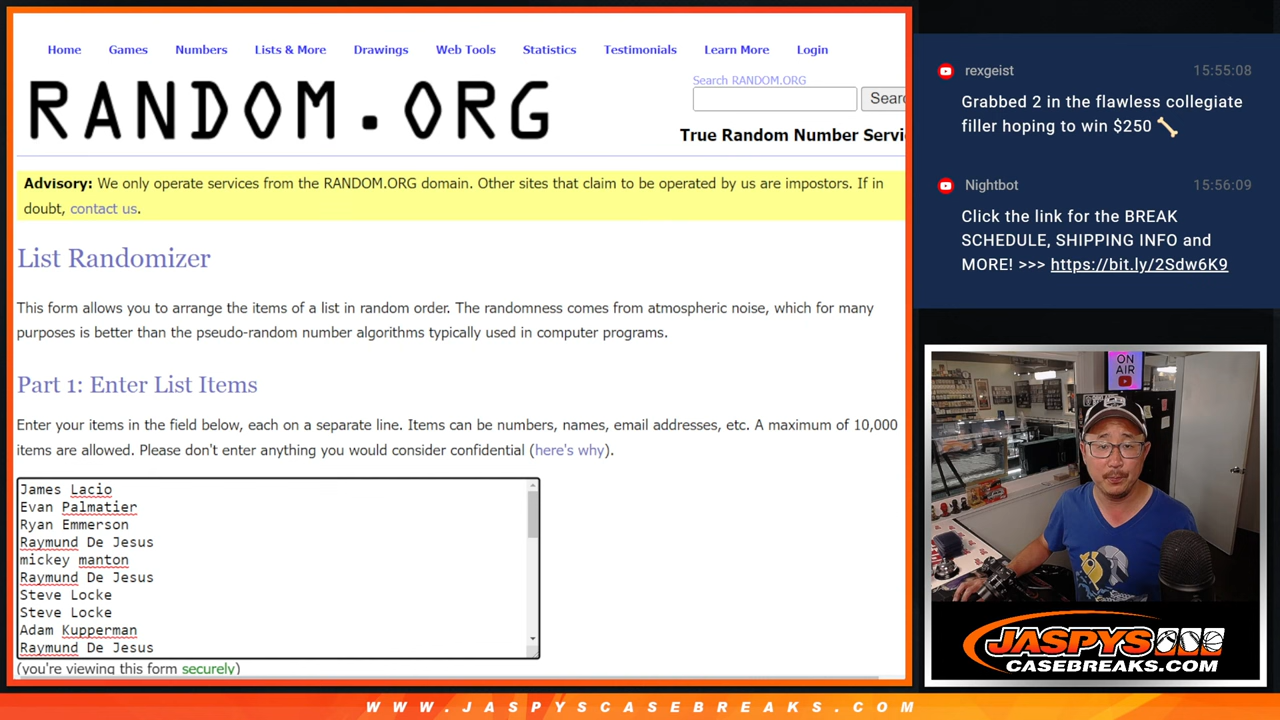 Home Games Numbers Lists & More Drawings Web Tools Statistics Testimonials Learn More Login
RANDOM.ORG
Search RANDOM.ORG
Sear
True Random Number Servi
Advisory: We only operate services from the RANDOM.ORG domain. Other sites that claim to be operated by us are impostors. If in
doubt, contact us.
List Randomizer
This form allows you to arrange the items of a list in random order. The randomness comes from atmospheric noise, which for many
purposes is better than the pseudo-random number algorithms typically used in computer programs.
Part 1: Enter List Items
Enter your items in the field below, each on a separate line. Items can be numbers, names, email addresses, etc. A maximum of 10,000
items are allowed. Please don't enter anything you would consider confidential (here's why).
James Lacio
Evan Palmatier
Ryan Emmerson
Raymund De Jesus
mickey manton
Raymund De Jesus
Steve Locke
Steve Locke
Adam Kupperman
Raymund De Jesus
(you're viewing this form securely)
rexgeist 15:55:08
Grabbed 2 in the flawless collegiate
filler hoping to win $250
Nightbot 15:56:09
Click the link for the BREAK
SCHEDULE, SHIPPING INFO and
MORE! >>> https://bit.ly/2Sdw6K9
ON
AIR
JASPYS
CASEBREAKS.COM
WWW.JASPYSCASEBREAKS.COM